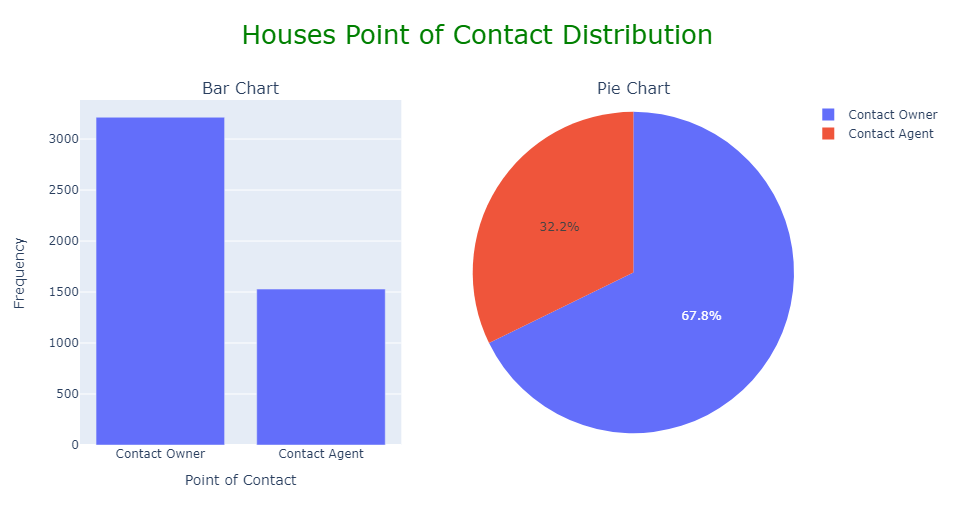 Houses Point of Contact Distribution
Bar Chart
3000
2500
2000
1500
1000
500
0
Frequency
Contact Owner
Contact Agent
Point of Contact
Pie Chart
32.2%
67.8%
Contact Owner
Contact Agent